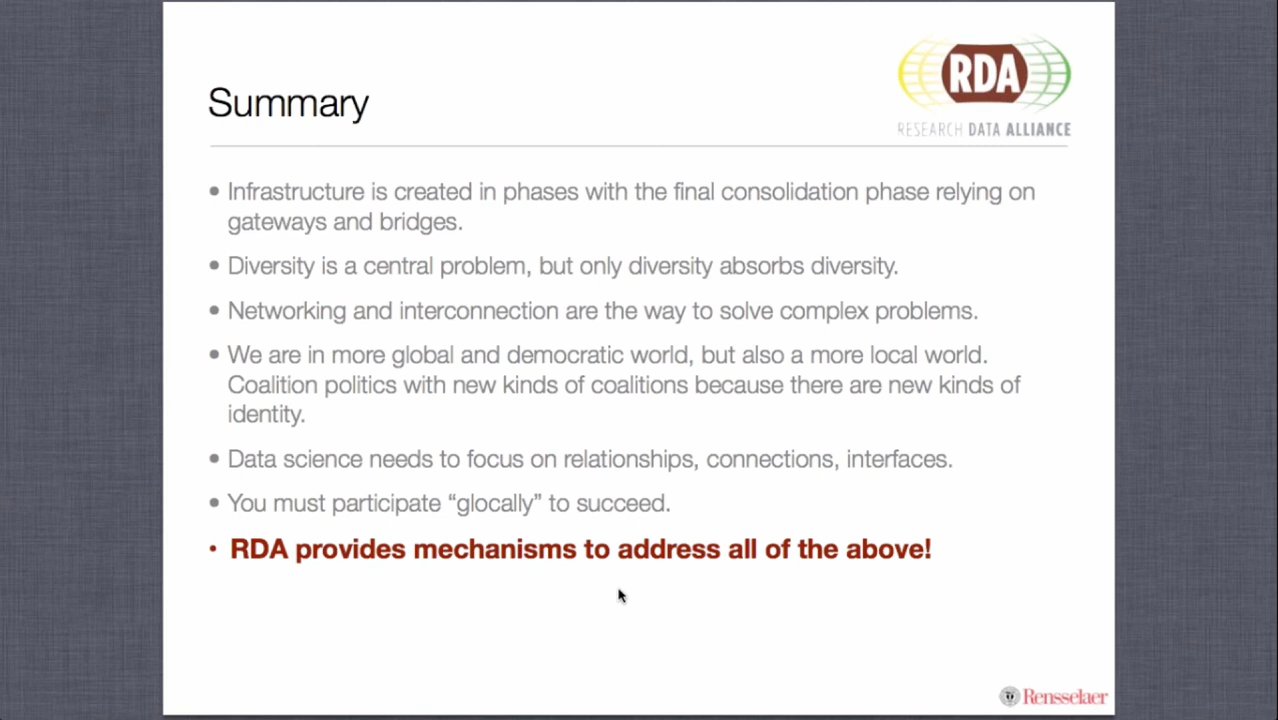 RDA
RESEARCH DATA ALLIANCE
Summary
• Infrastructure is created in phases with the final consolidation phase relying on
gateways and bridges.
• Diversity is a central problem, but only diversity absorbs diversity.
• Networking and interconnection are the way to solve complex problems.
• We are in more global and democratic world, but also a more local world.
Coalition politics with new kinds of coalitions because there are new kinds of
identity.
• Data science needs to focus on relationships, connections, interfaces.
• You must participate “glocally” to succeed.
• RDA provides mechanisms to address all of the above!
Rensselaer